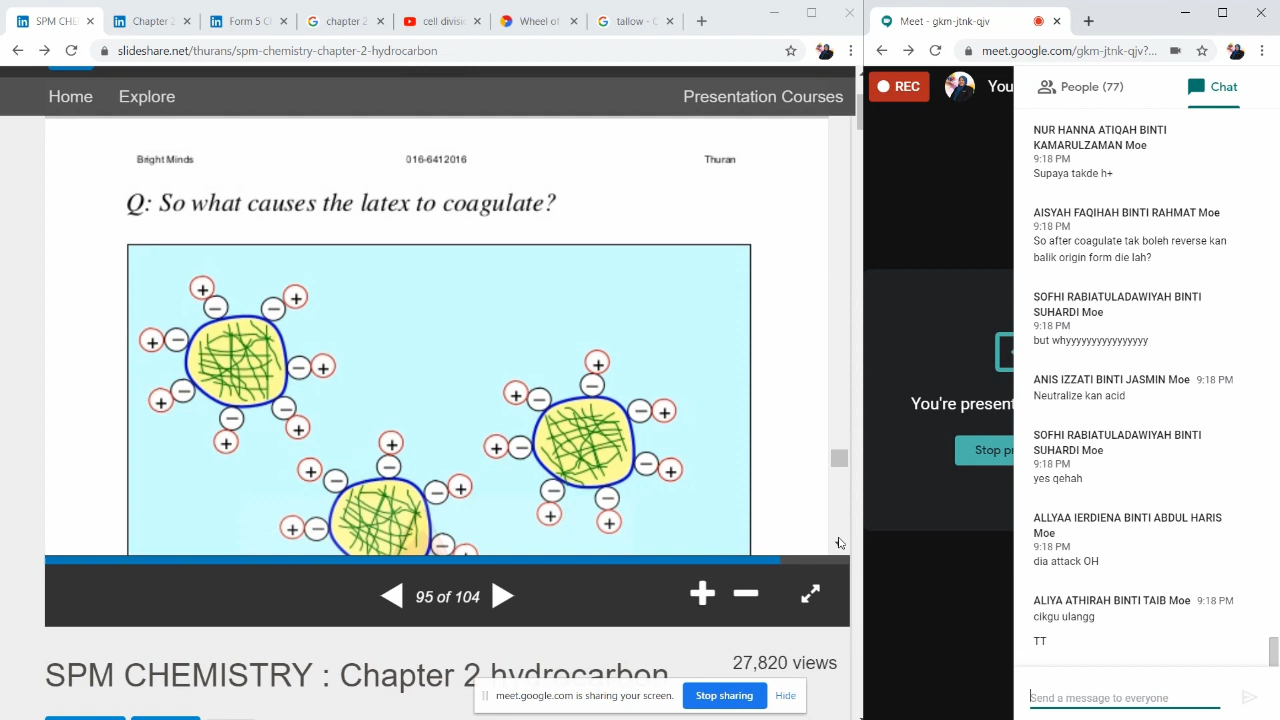 SPM CHEM
Chapter 2
Form 5 Ch
chapter 2
cell divisi
Wheel of
tallow - G
slideshare.net/thurans/spm-chemistry-chapter-2-hydrocarbon
Home
Explore
Presentation Courses
Bright Minds
016-6412016
Thuran
Q: So what causes the latex to coagulate?
95 of 104
SPM CHEMISTRY : Chapter 2 hydrocarbon
27,820 views
meet.google.com is sharing your screen.
Stop sharing
Hide
Meet - gkm-jtnk-qjv
meet.google.com/gkm-jtnk-qjv?...
REC
You
You're present
Stop pr
People (77)
Chat
NUR HANNA ATIQAH BINTI
KAMARULZAMAN Moe
9:18 PM
Supaya takde h+
AISYAH FAQIHAH BINTI RAHMAT Moe
9:18 PM
So after coagulate tak boleh reverse kan
balik origin form die lah?
SOFHI RABIATULADAWIYAH BINTI
SUHARDI Moe
9:18 PM
but whyyyyyyyyyyyyyyyy
ANIS IZZATI BINTI JASMIN Moe 9:18 PM
Neutralize kan acid
SOFHI RABIATULADAWIYAH BINTI
SUHARDI Moe
9:18 PM
yes qehah
ALLYAA IERDIENA BINTI ABDUL HARIS
Moe
9:18 PM
dia attack OH
ALIYA ATHIRAH BINTI TAIB Moe 9:18 PM
cikgu ulangg
TT
Send a message to everyone